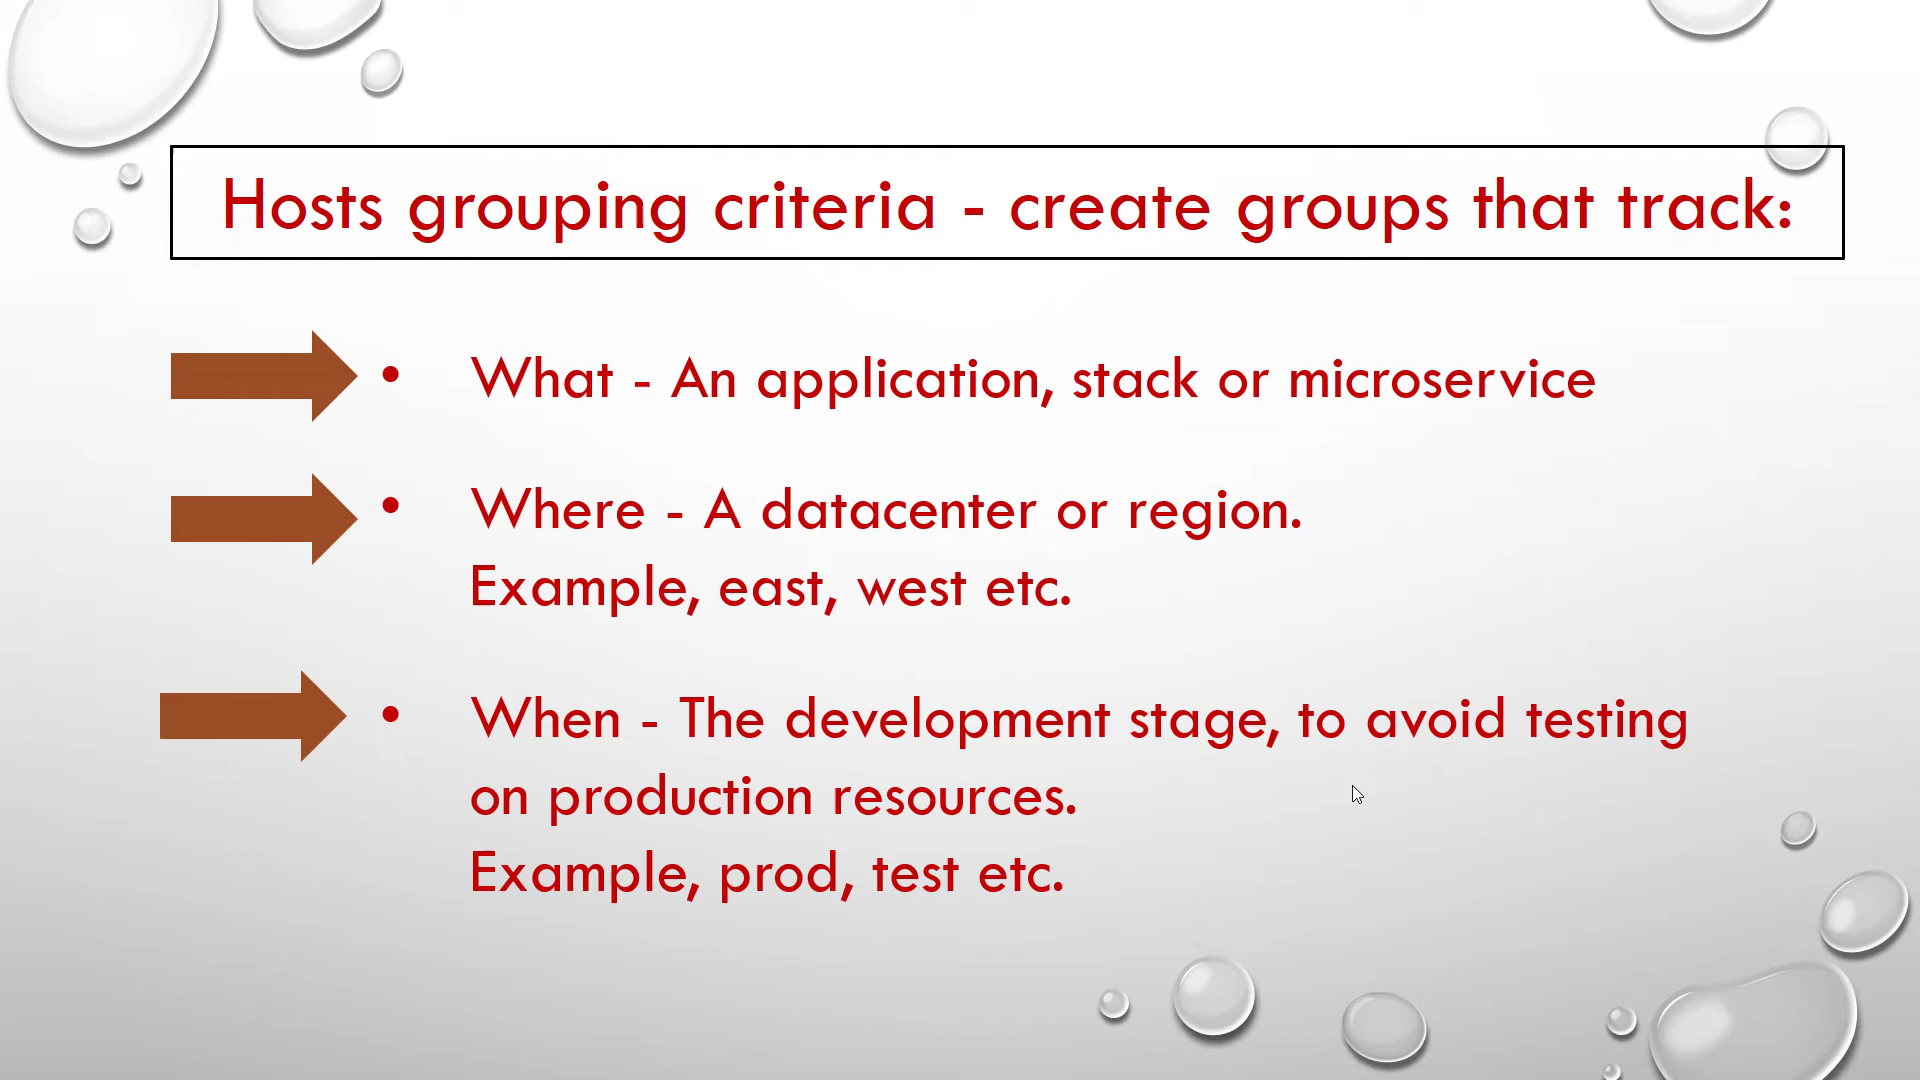 Hosts grouping criteria - create groups that track:
• What - An application, stack or microservice
• Where - A datacenter or region.
Example, east, west etc.
• When - The development stage, to avoid testing
on production resources.
Example, prod, test etc.